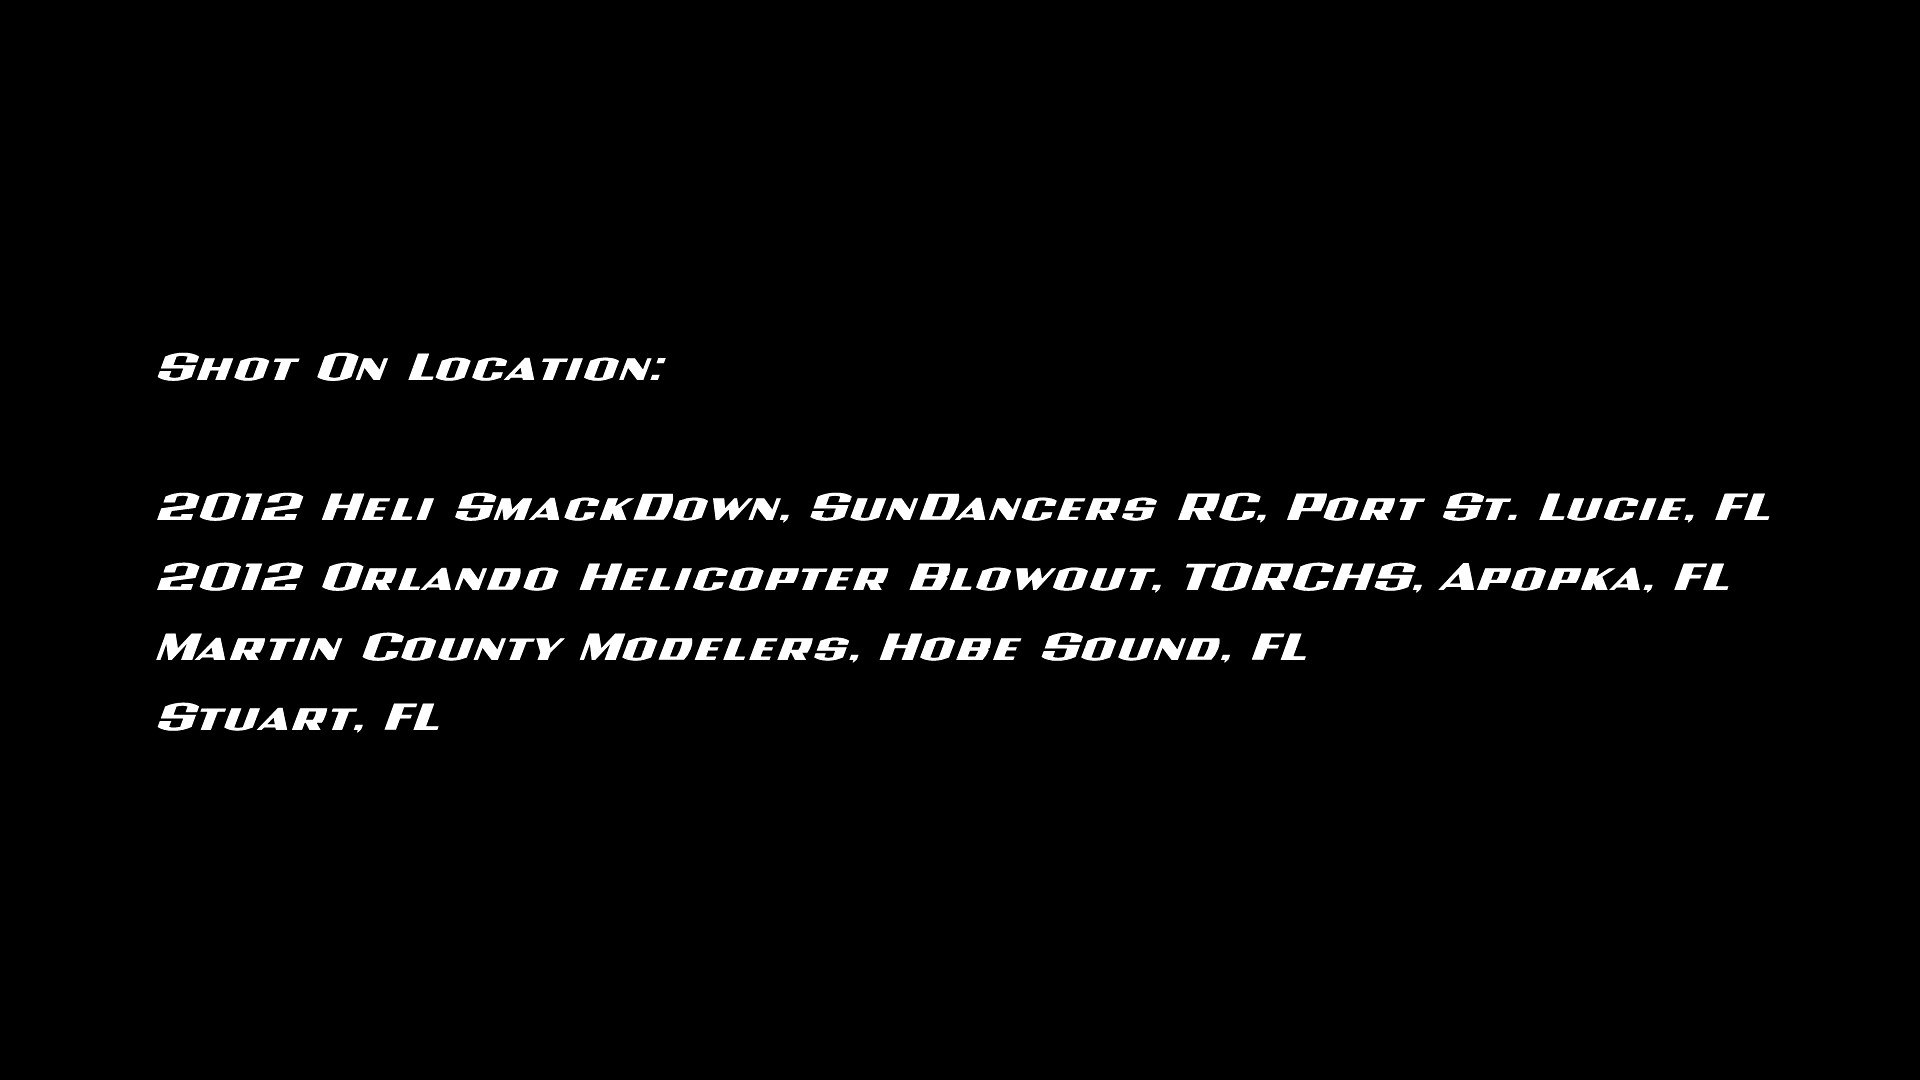 Shot On Location:
2012 Heli SmackDown, SunDancers RC, Port St. Lucie, FL
2012 Orlando Helicopter Blowout, TORCHS, Apopka, FL
Martin County Modelers, Hobe Sound, FL
Stuart, FL